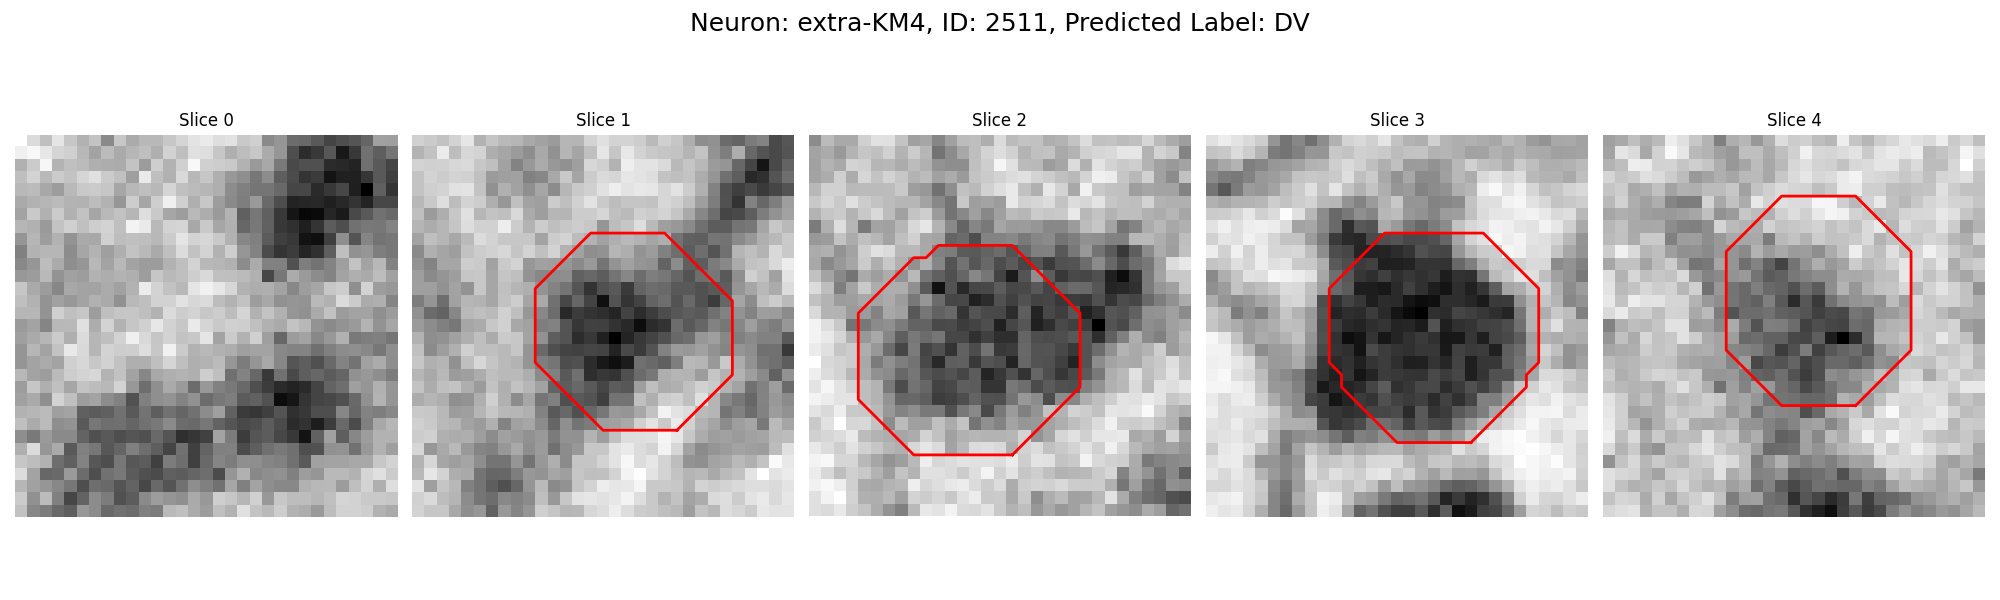 Neuron: extra-KM4, ID: 2511, Predicted Label: DV
Slice 0
Slice 1
Slice 2
Slice 3
Slice 4